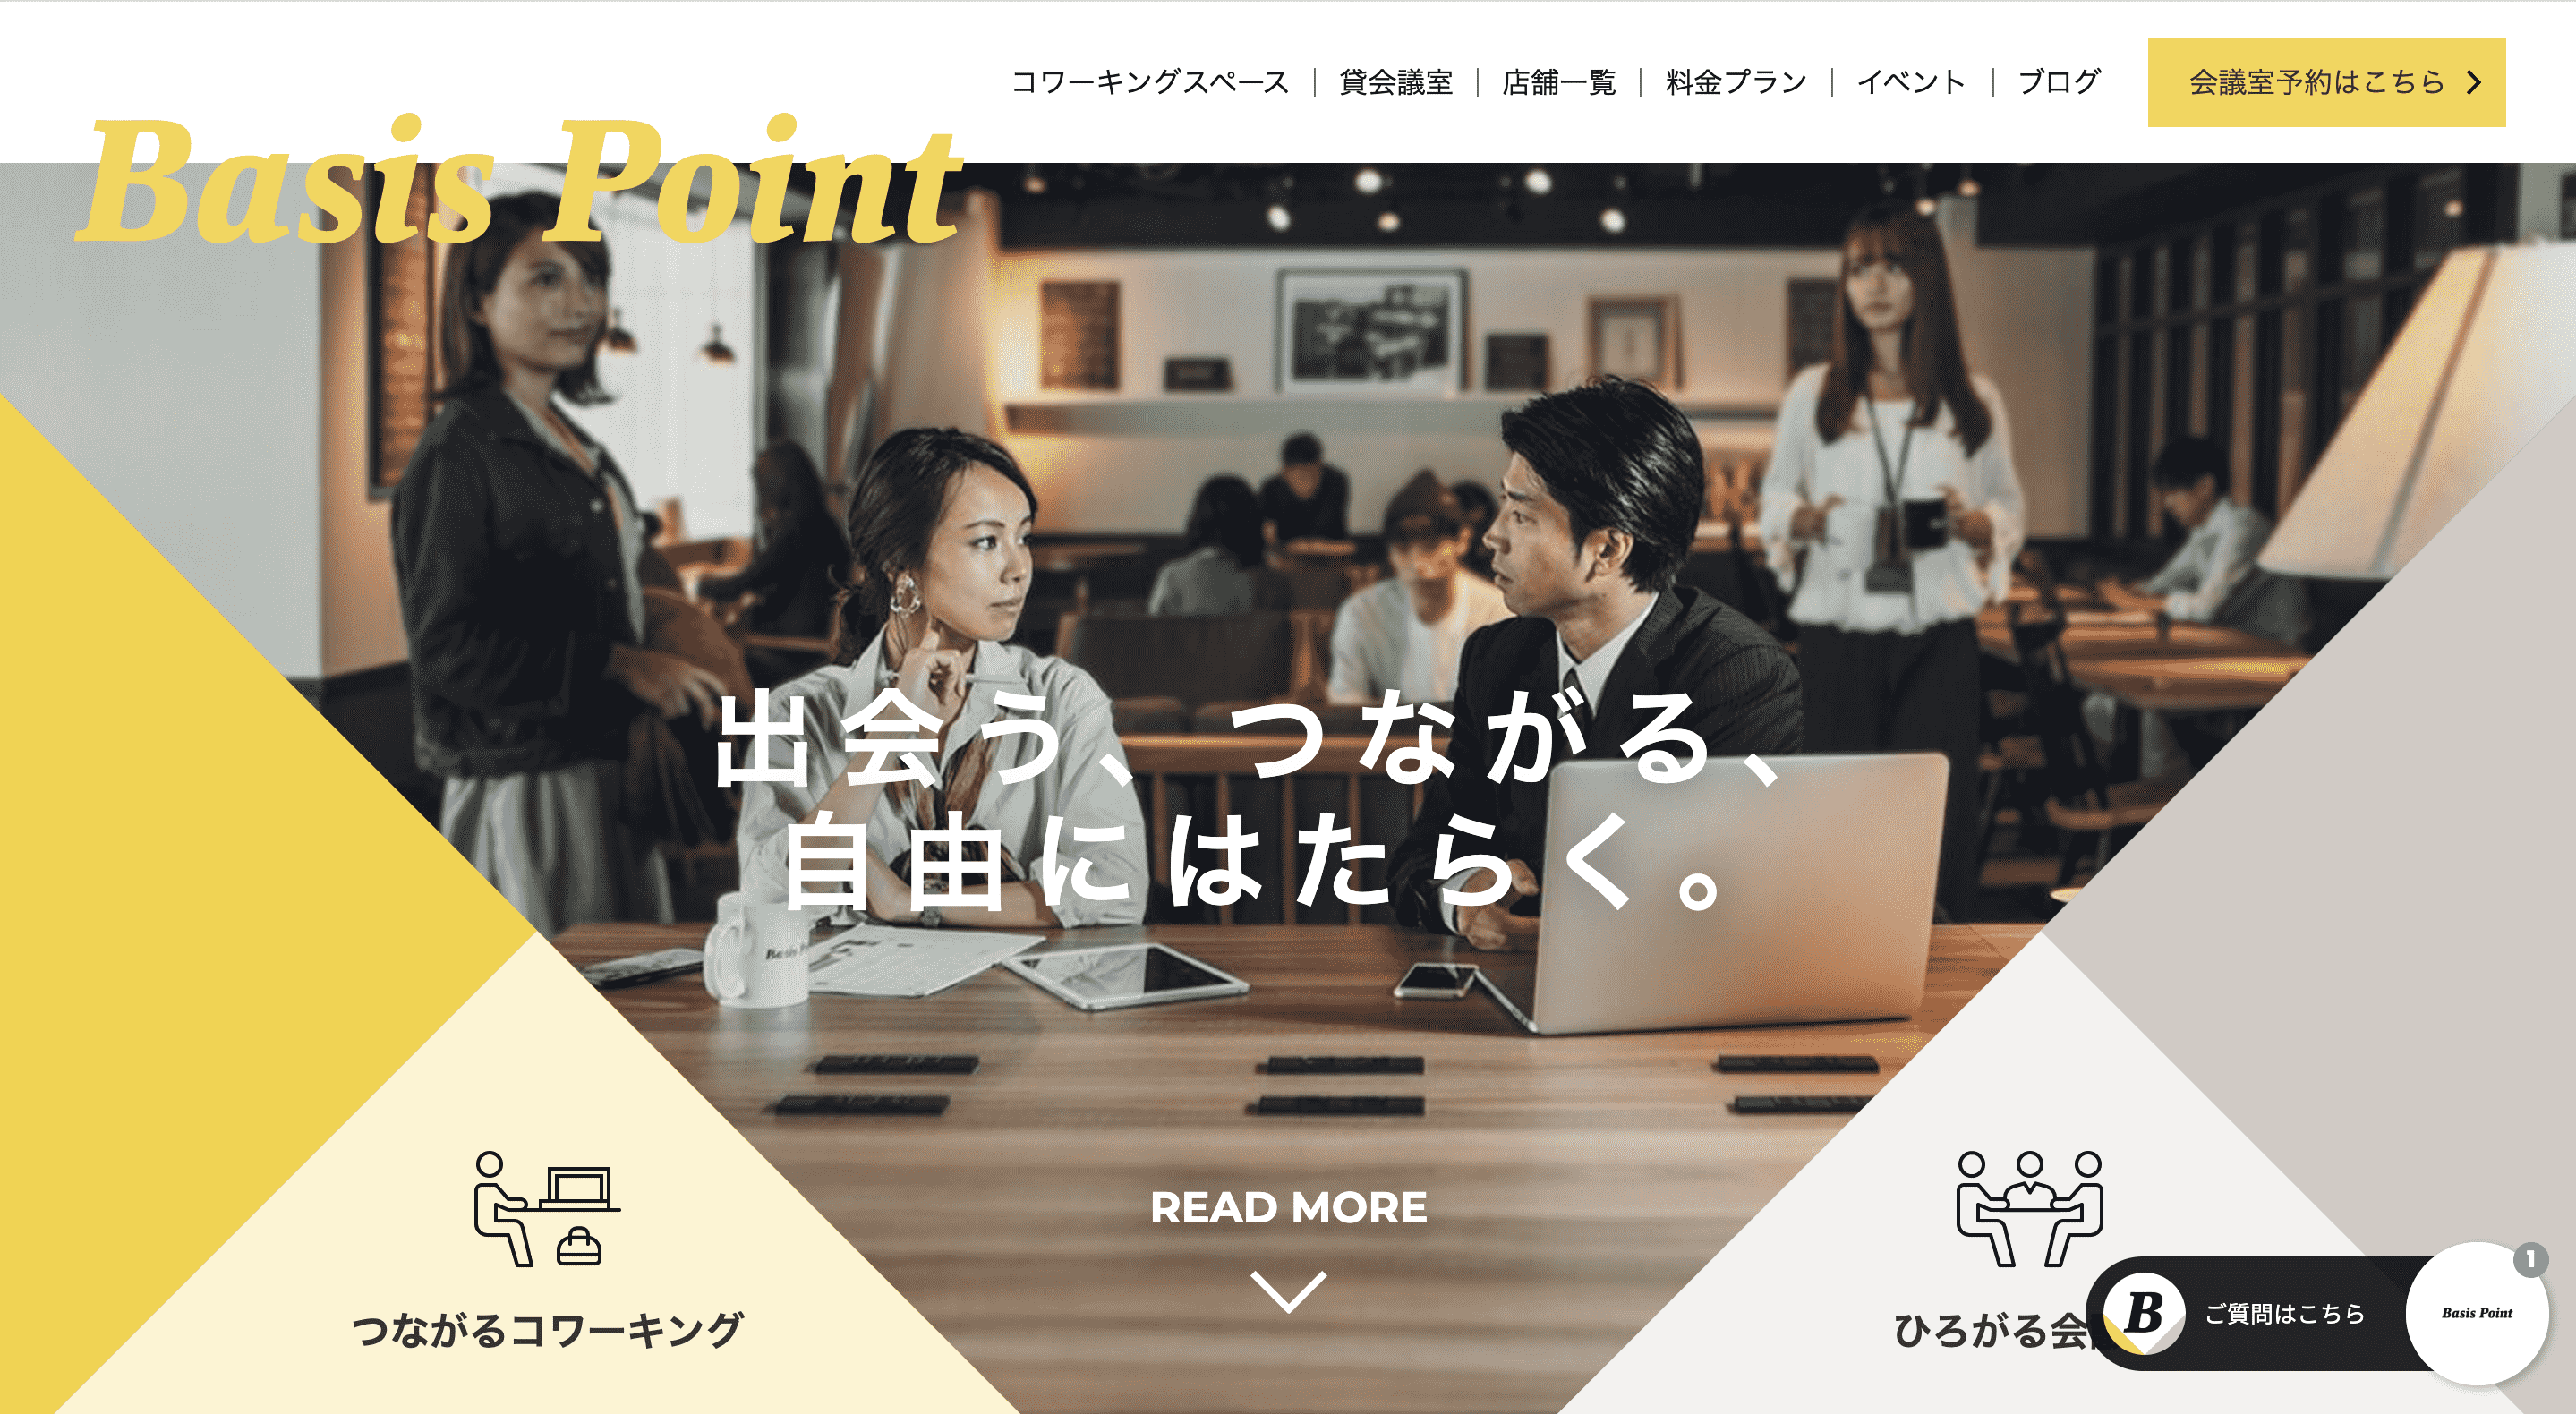 コワーキングスペース
貸会議室
店舗一覧
料金プラン
イベント
ブログ
会議室予約はこちら
Basis Point
出会う、つながる、
自由にはたらく。
READ MORE
つながるコワーキング
ひろがる会
1
B
ご質問はこちら
Basis Point